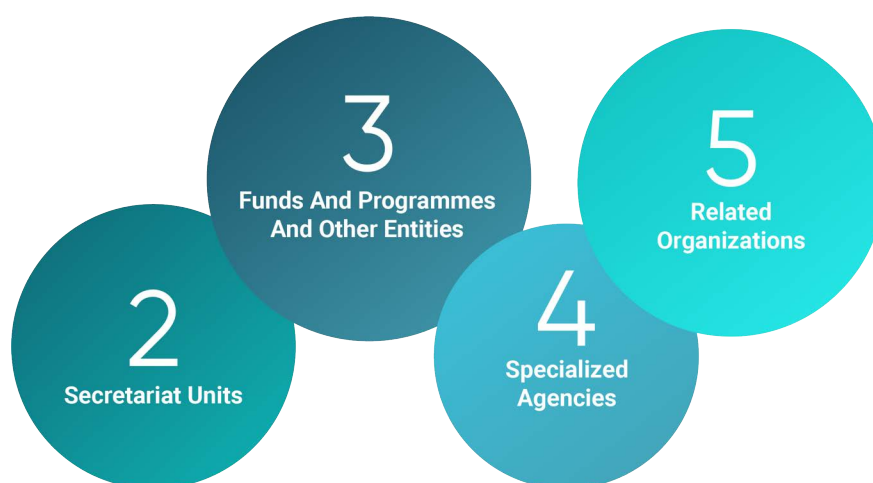 2
Secretariat Units
3
Funds And Programmes
And Other Entities
4
Specialized
Agencies
5
Related
Organizations